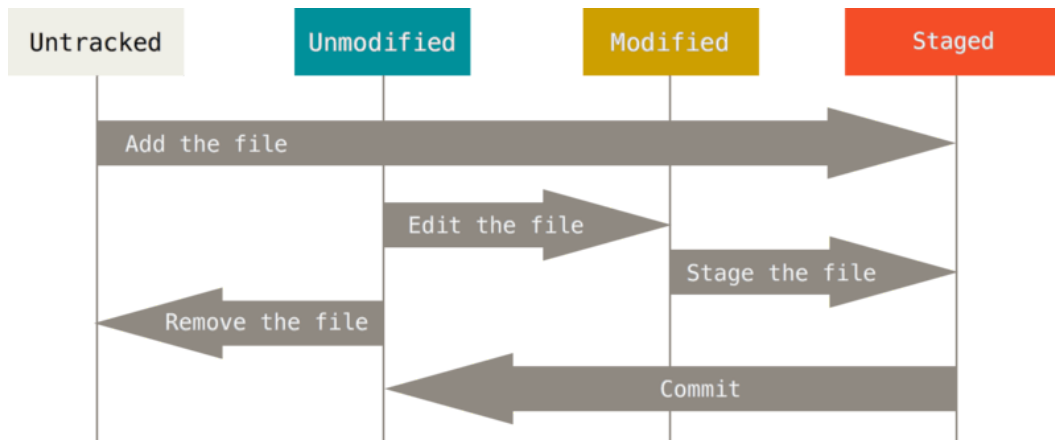 Untracked
Unmodified
Modified
Staged
Add the file
Edit the file
Stage the file
Remove the file
Commit